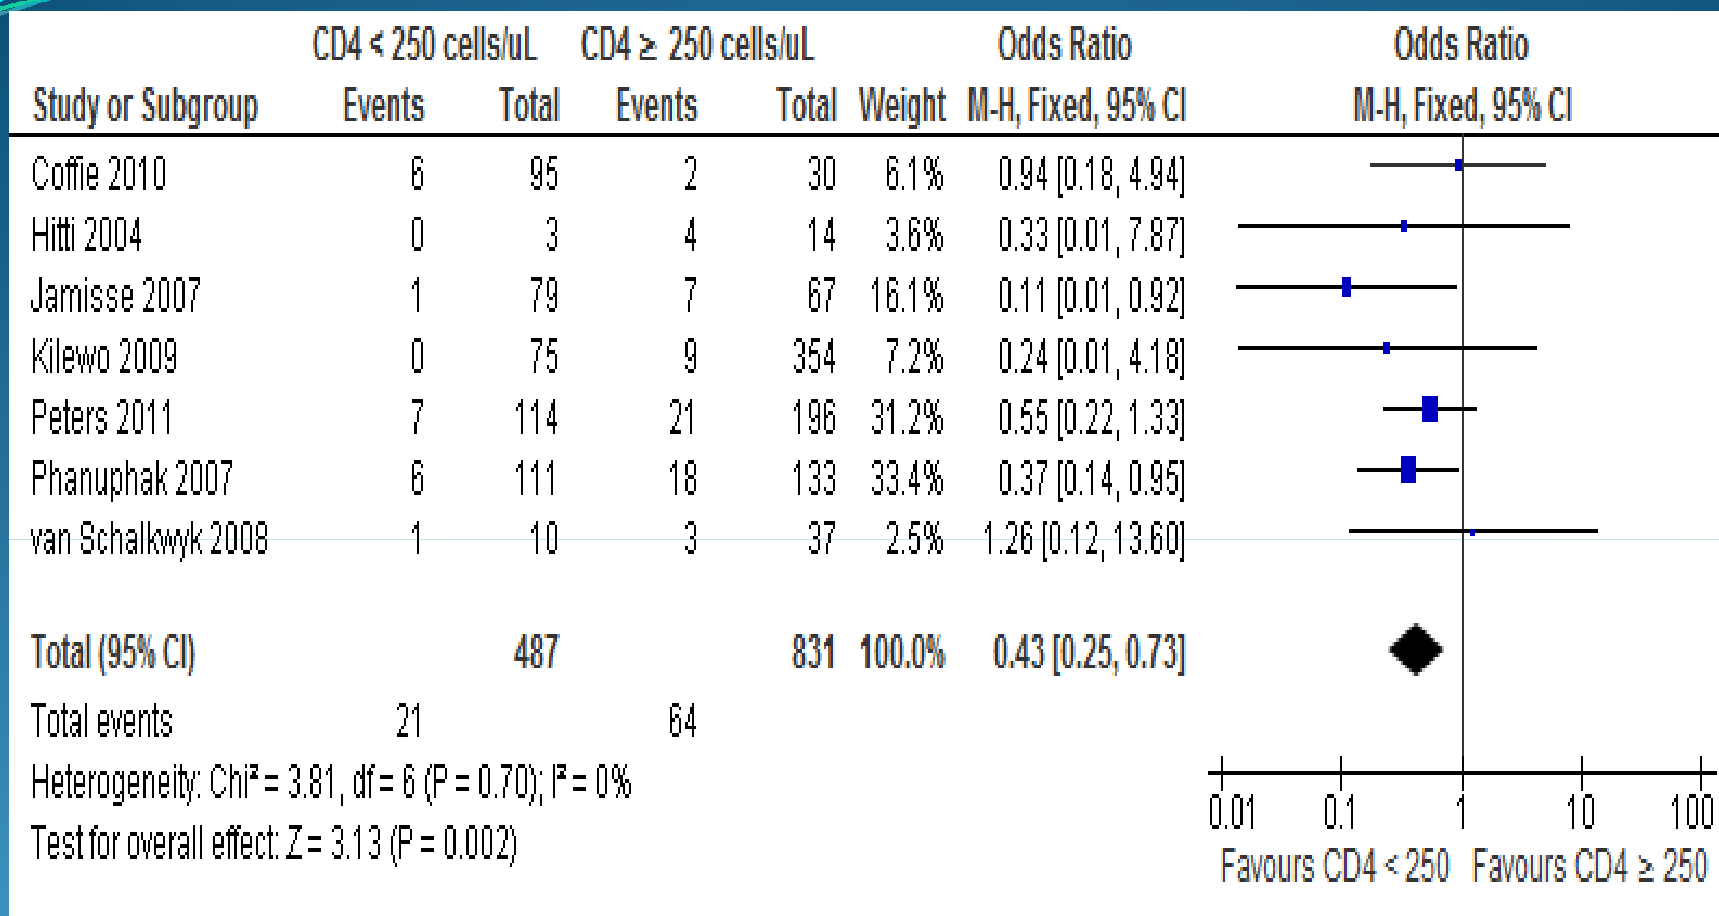 CD4 < 250 cells/uL CD4 ≥ 250 cells/uL Odds Ratio Odds Ratio
Study or Subgroup Events Total Events Total Weight M-H, Fixed, 95% CI M-H, Fixed, 95% CI
Coffie 2010 6 95 2 30 6.1% 0.94 [0.18, 4.94]
Hitti 2004 0 3 4 14 3.6% 0.33 [0.01, 7.87]
Jamisse 2007 1 79 7 67 16.1% 0.11 [0.01, 0.92]
Kilewo 2009 0 75 9 354 7.2% 0.24 [0.01, 4.18]
Peters 2011 7 114 21 196 31.2% 0.55 [0.22, 1.33]
Phanuphak 2007 6 111 18 133 33.4% 0.37 [0.14, 0.95]
van Schalkwyk 2008 1 10 3 37 2.5% 1.26 [0.12, 13.60]
Total (95% CI) 487 831 100.0% 0.43 [0.25, 0.73]
Total events 21 64
Heterogeneity: Chi² = 3.81, df = 6 (P = 0.70); I² = 0%
Test for overall effect: Z = 3.13 (P = 0.002)
0.01 0.1 1 10 100
Favours CD4 < 250 Favours CD4 ≥ 250